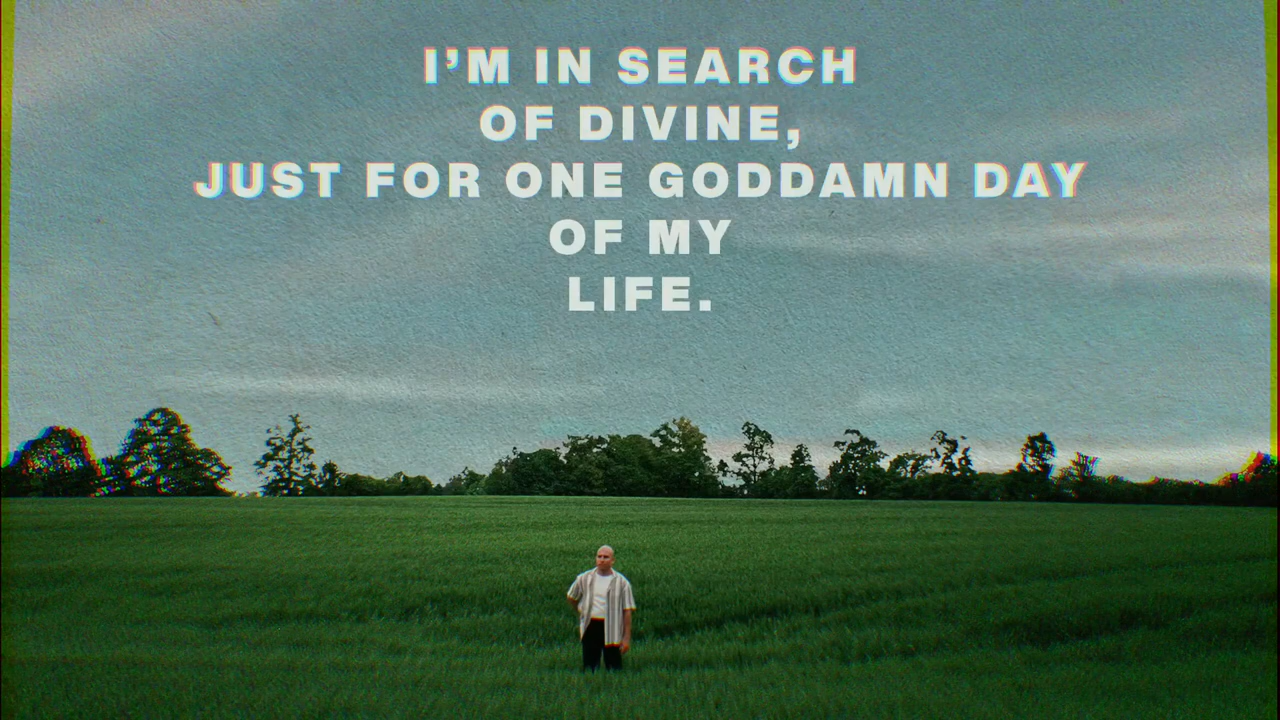 I'M IN SEARCH
OF DIVINE,
JUST FOR ONE GODDAMN DAY
OF MY
LIFE.